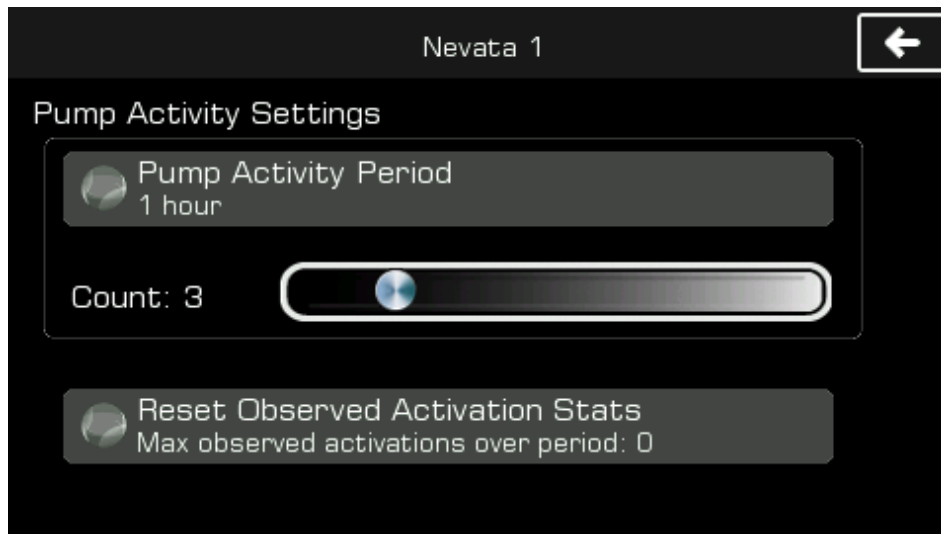 Nevata 1
Pump Activity Settings
Pump Activity Period
1 hour
Count: 3
Reset Observed Activation Stats
Max observed activations over period: 0